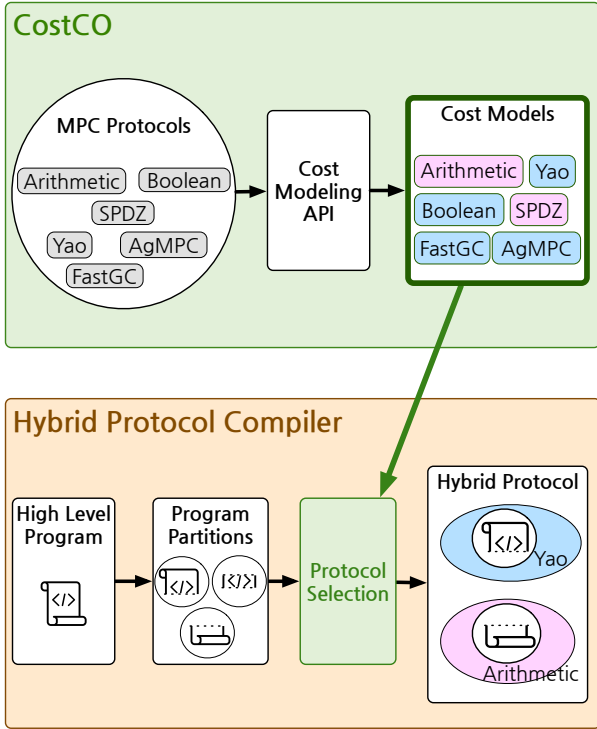 CostCO
MPC Protocols
Arithmetic
Boolean
SPDZ
Yao
AgMPC
FastGC
Cost
Modeling
API
Cost Models
Arithmetic
Yao
Boolean
SPDZ
FastGC
AgMPC
Hybrid Protocol Compiler
High Level
Program
</>
Program
Partitions
</>
Protocol
Selection
Hybrid Protocol
</>
Yao
Arithmetic